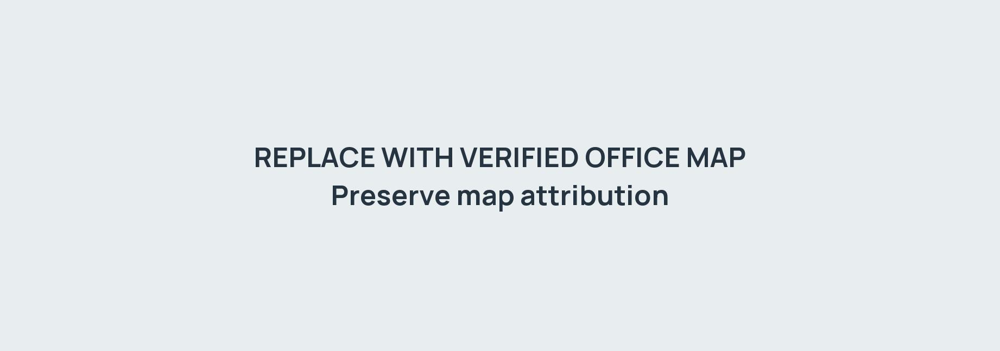 REPLACE WITH VERIFIED OFFICE MAP
Preserve map attribution